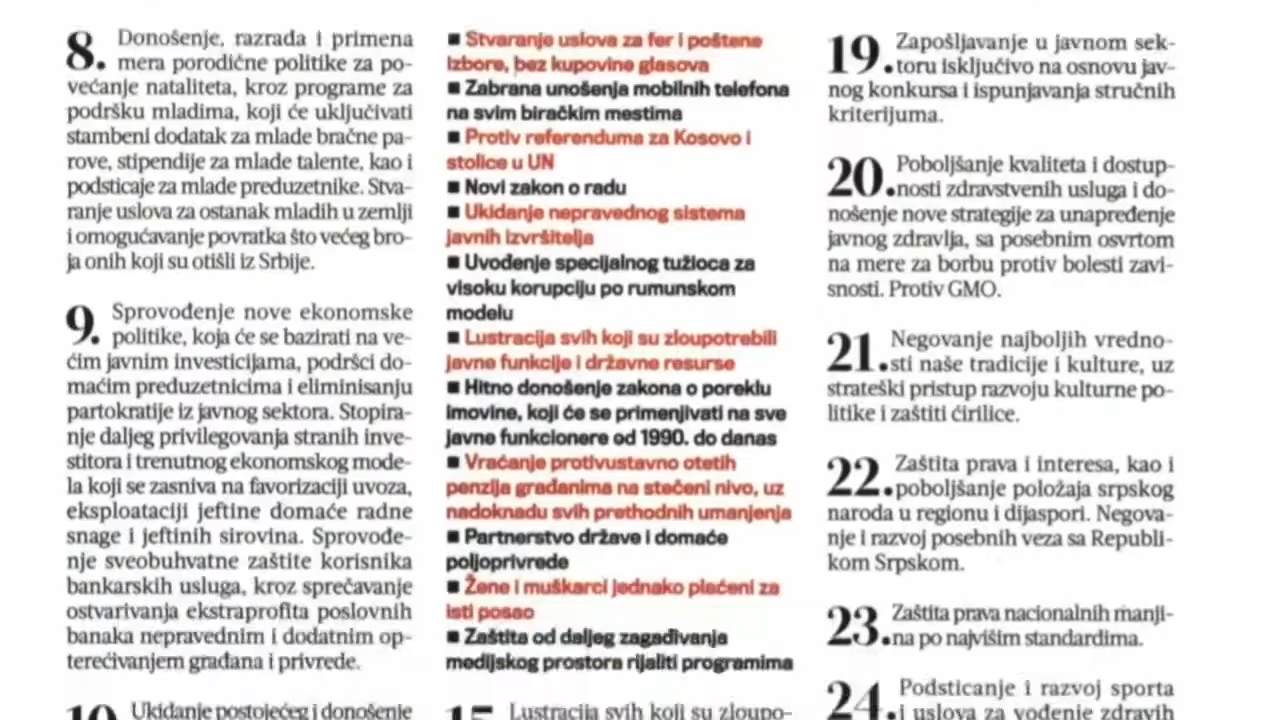 8. Donošenje, razrada i primena
mera porodične politike za po-
većanje nataliteta, kroz programe za
podršku mladima, koji će uključivati
stambeni dodatak za mlade bračne pa-
rove, stipendije za mlade talente, kao i
podsticaje za mlade preduzetnike. Stva-
ranje uslova za ostanak mladih u zemlji
i omogućavanje povratka što većeg bro-
ja onih koji su otišli iz Srbije.
9. Sprovođenje nove ekonomske
politike, koja će se bazirati na ve-
ćim javnim investicijama, podršci do-
maćim preduzetnicima i eliminisanju
partokratije iz javnog sektora. Stopira-
nje daljeg privilegovanja stranih inve-
stitora i trenutnog ekonomskog mode-
la koji se zasniva na favorizaciji uvoza,
eksploataciji jeftine domaće radne
snage i jeftinih sirovina. Sprovođe-
nje sveobuhvatne zaštite korisnika
bankarskih usluga, kroz sprečavanje
ostvarivanja ekstraprofita poslovnih
banaka nepravednim i dodatnim op-
terećivanjem građana i privrede.
10. Ukidanje postojećeg i donošenje
■ Stvaranje uslova za fer i poštene
izbore, bez kupovine glasova
■ Zabrana unošenja mobilnih telefona
na svim biračkim mestima
■ Protiv referenduma za Kosovo i
stolice u UN
■ Novi zakon o radu
■ Ukidanje nepravednog sistema
javnih izvršitelja
■ Uvođenje specijalnog tužioca za
visoku korupciju po rumunskom
modelu
■ Lustracija svih koji su zloupotrebili
javne funkcije i državne resurse
■ Hitno donošenje zakona o poreklu
imovine, koji će se primenjivati na sve
javne funkcionere od 1990. do danas
■ Vraćanje protivustavno otetih
penzija građanima na stečeni nivo, uz
nadoknadu svih prethodnih umanjenja
■ Partnerstvo države i domaće
poljoprivrede
■ Žene i muškarci jednako plaćeni za
isti posao
■ Zaštita od daljeg zagađivanja
medijskog prostora rijaliti programima
15. Lustracija svih koji su zloupo-
19. Zapošljavanje u javnom sek-
toru isključivo na osnovu jav-
nog konkursa i ispunjavanja stručnih
kriterijuma.
20. Poboljšanje kvaliteta i dostup-
nosti zdravstvenih usluga i do-
nošenje nove strategije za unapređenje
javnog zdravlja, sa posebnim osvrtom
na mere za borbu protiv bolesti zavi-
snosti. Protiv GMO.
21. Negovanje najboljih vredno-
sti naše tradicije i kulture, uz
strateški pristup razvoju kulturne po-
litike i zaštiti ćirilice.
22. Zaštita prava i interesa, kao i
poboljšanje položaja srpskog
naroda u regionu i dijaspori. Negova-
nje i razvoj posebnih veza sa Republi-
kom Srpskom.
23. Zaštita prava nacionalnih manji-
na po najvišim standardima.
24. Podsticanje i razvoj sporta
i uslova za vođenje zdravih